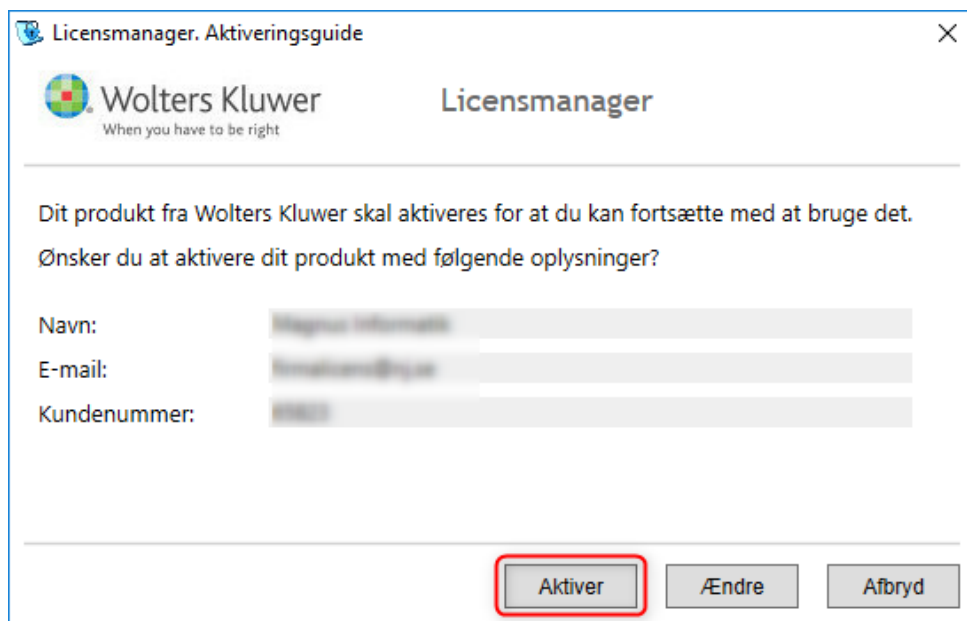 Licensmanager. Aktiveringsguide
Wolters Kluwer
When you have to be right
Licensmanager
Dit produkt fra Wolters Kluwer skal aktiveres for at du kan fortsætte med at bruge det.
Ønsker du at aktivere dit produkt med følgende oplysninger?
Navn:
E-mail:
Kundenummer:
Aktiver Ændre Afbryd